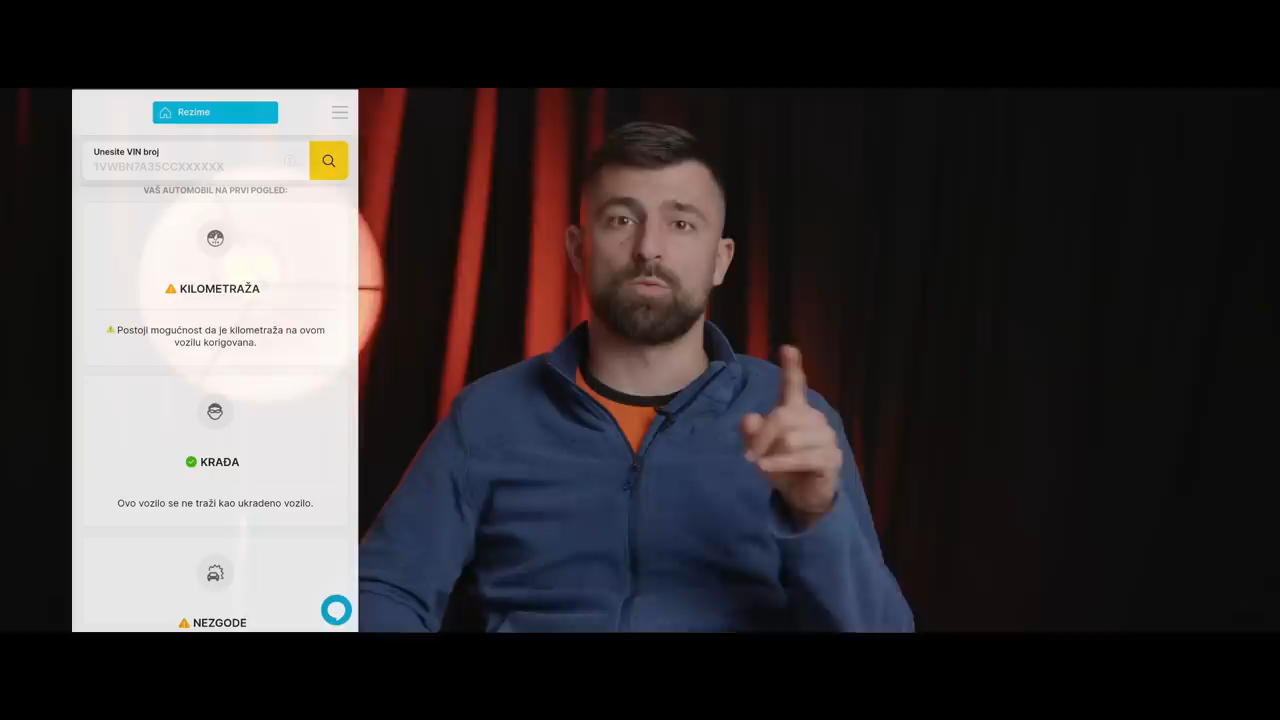 Rezime
Unesite VIN broj
1VWBN7A35CCXXXXXX
VAŠ AUTOMOBIL NA PRVI POGLED:
KILOMETRAŽA
Postoji mogućnost da je kilometraža na ovom
vozilu korigovana.
KRAĐA
Ovo vozilo se ne traži kao ukradeno vozilo.
NEZGODE